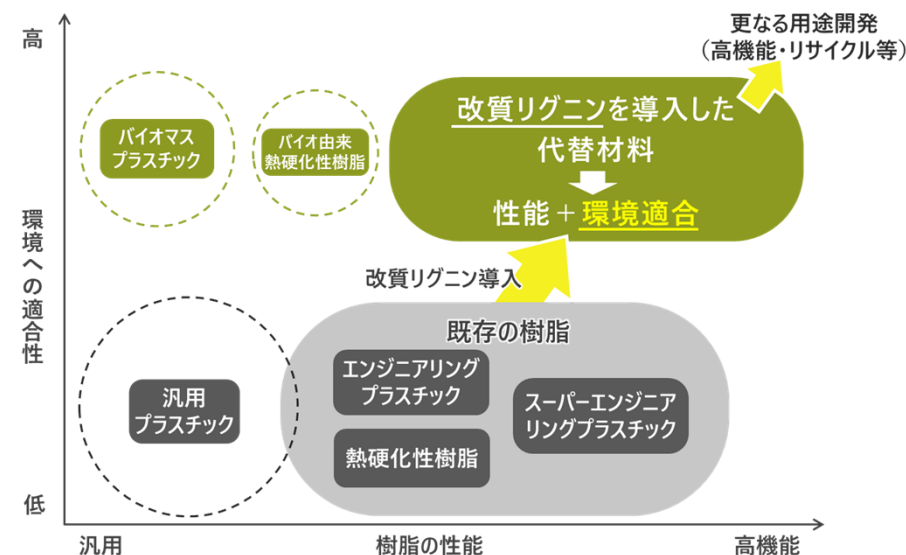 高
更なる用途開発
（高機能・リサイクル等）
バイオマス
プラスチック
バイオ由来
熱硬化性樹脂
改質リグニンを導入した
代替材料
性能＋環境適合
環境への適合性
改質リグニン導入
既存の樹脂
汎用
プラスチック
エンジニアリング
プラスチック
熱硬化性樹脂
スーパーエンジニア
リングプラスチック
低
汎用
樹脂の性能
高機能